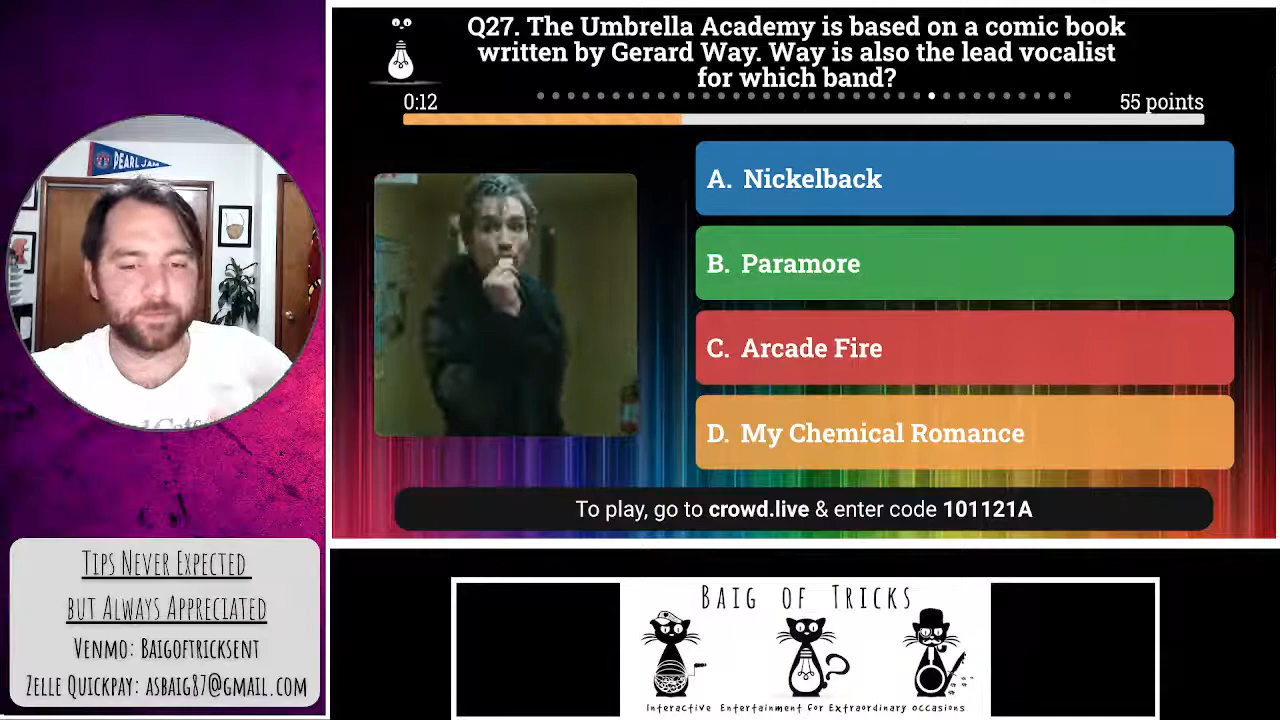 Q27. The Umbrella Academy is based on a comic book
written by Gerard Way. Way is also the lead vocalist
for which band?
0:12
55 points
PEARL JAM
A. Nickelback
B. Paramore
C. Arcade Fire
D. My Chemical Romance
To play, go to crowd.live & enter code 101121A
Tips Never Expected
but Always Appreciated
Venmo: Baigoftricksent
Zelle Quickpay: asbaig87@gmail.com
Baig of Tricks
Interactive Entertainment for Extraordinary Occasions